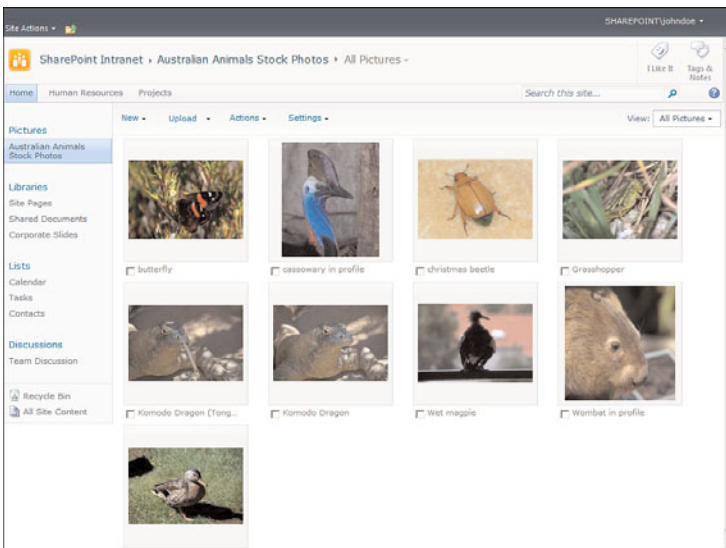 SHAREPOINT\johndoe
Site Actions
SharePoint Intranet › Australian Animals Stock Photos › All Pictures
I Like It
Tags & Notes
Home Human Resources Projects
Search this site...
New Upload Actions Settings
View: All Pictures
Pictures
Australian Animals
Stock Photos
Libraries
Site Pages
Shared Documents
Corporate Slides
Lists
Calendar
Tasks
Contacts
Discussions
Team Discussion
Recycle Bin
All Site Content
butterfly
cassowary in profile
christmas beetle
Grasshopper
Komodo Dragon (Tong...
Komodo Dragon
Wet magpie
Wombat in profile